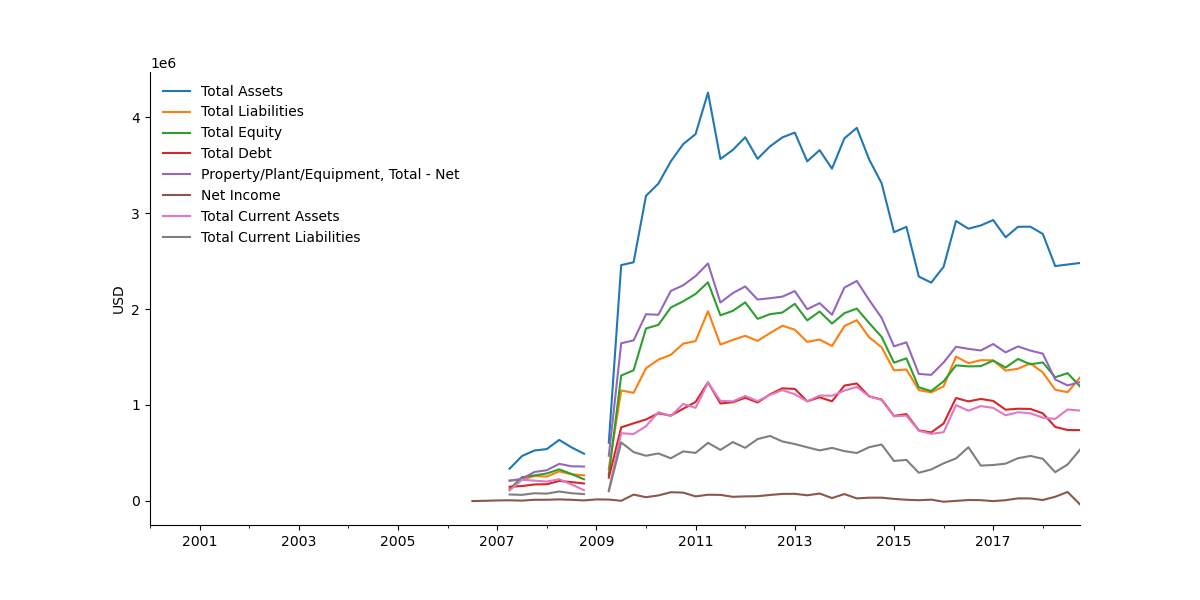 1e6
Total Assets
Total Liabilities
Total Equity
Total Debt
Property/Plant/Equipment, Total - Net
Net Income
Total Current Assets
Total Current Liabilities
USD
4
3
2
1
0
2001 2003 2005 2007 2009 2011 2013 2015 2017